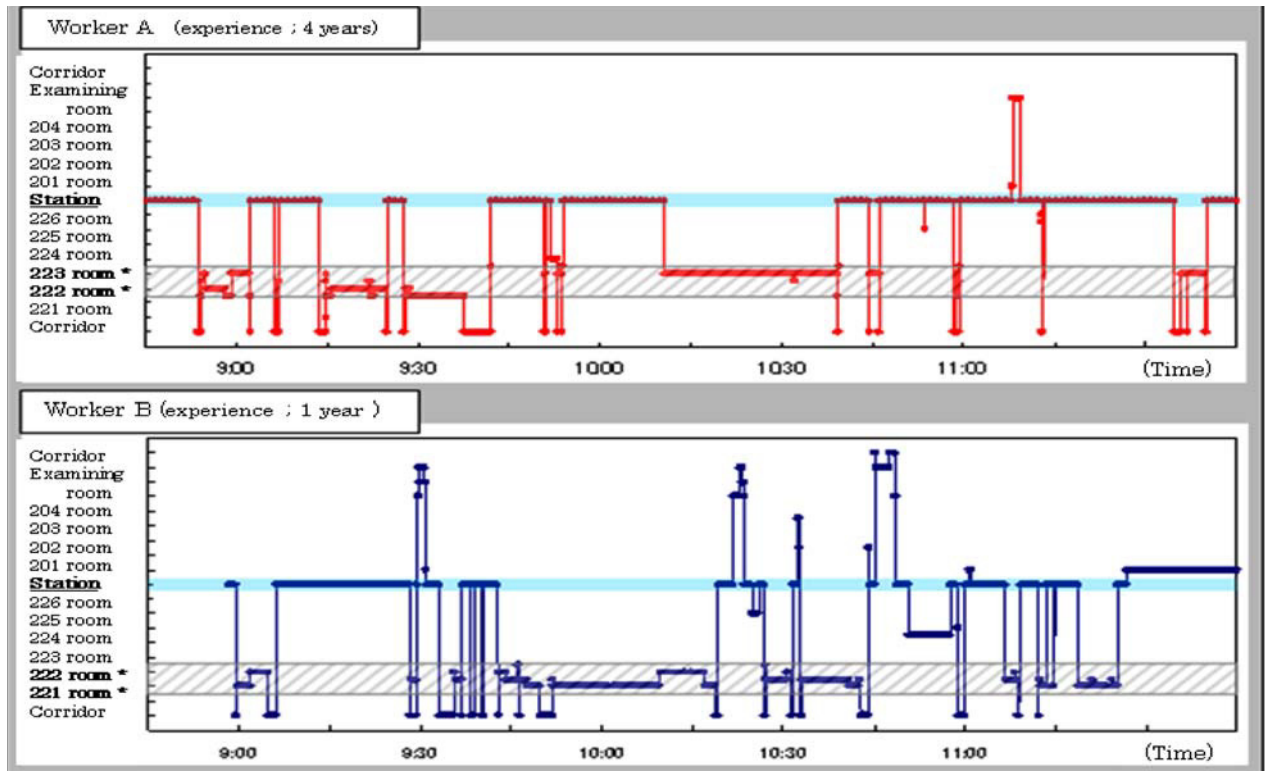 Worker A (experience ; 4 years)
Corridor
Examining
room
204 room
203 room
202 room
201 room
Station
226 room
225 room
224 room
223 room *
222 room *
221 room
Corridor
9:00 9:30 10:00 10:30 11:00 (Time)
Worker B (experience ; 1 year )
Corridor
Examining
room
204 room
203 room
202 room
201 room
Station
226 room
225 room
224 room
223 room
222 room *
221 room *
Corridor
9:00 9:30 10:00 10:30 11:00 (Time)